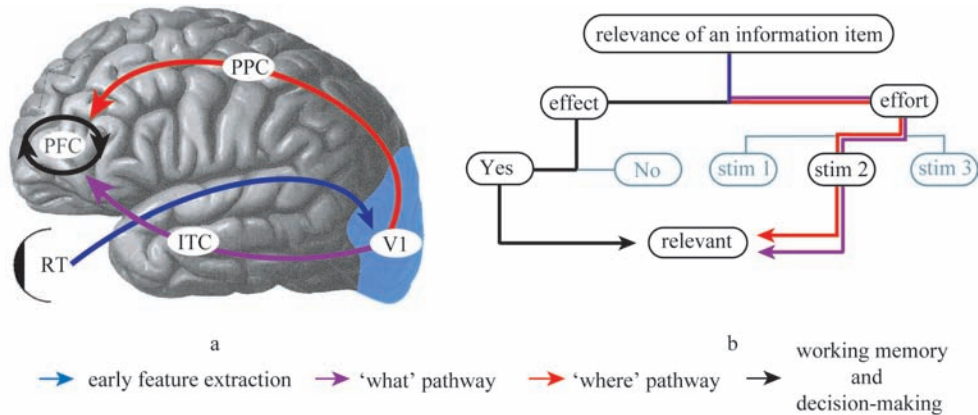 PPC
PFC
ITC
V1
RT
a
relevance of an information item
effect
effort
Yes
No
stim 1
stim 2
stim 3
relevant
b
early feature extraction
‘what’ pathway
‘where’ pathway
working memory
and
decision-making